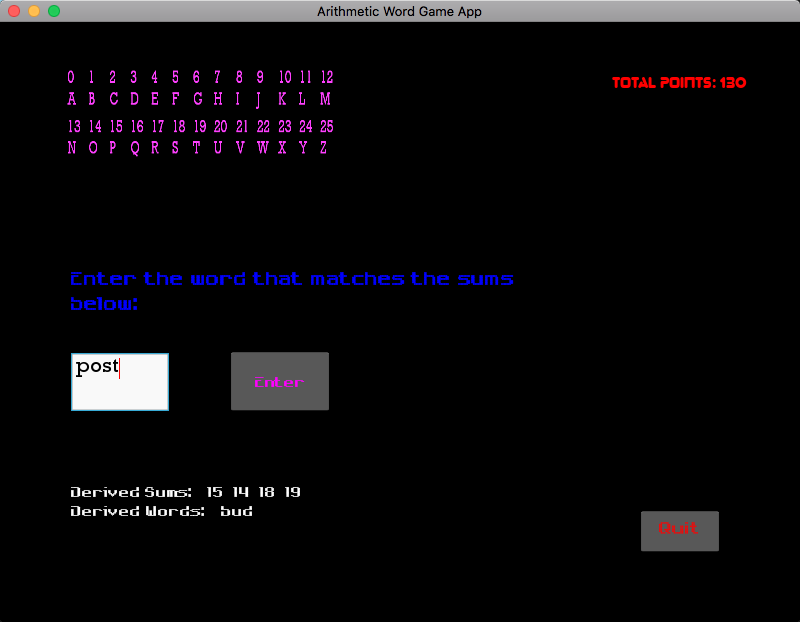 Arithmetic Word Game App
0 1 2 3 4 5 6 7 8 9 10 11 12
A B C D E F G H I J K L M
13 14 15 16 17 18 19 20 21 22 23 24 25
N O P Q R S T U V W X Y Z
TOTAL POINTS: 130
Enter the word that matches the sums
below:
post
Enter
Derived Sums: 15 14 18 19
Derived Words: bud
Quit